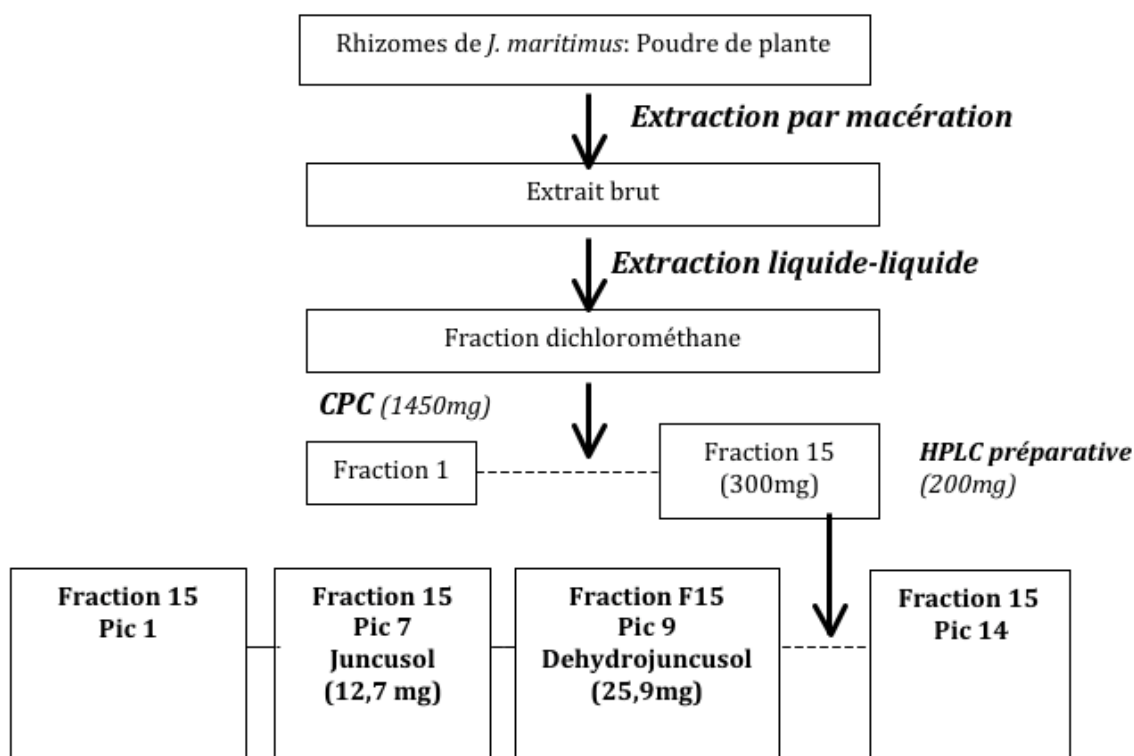 Rhizomes de J. maritimus: Poudre de plante
Extraction par macération
Extrait brut
Extraction liquide-liquide
Fraction dichlorométhane
CPC (1450mg)
Fraction 1
Fraction 15
(300mg)
HPLC préparative
(200mg)
Fraction 15
Pic 1
Fraction 15
Pic 7
Juncusol
(12,7 mg)
Fraction F15
Pic 9
Dehydrojuncusol
(25,9mg)
Fraction 15
Pic 14